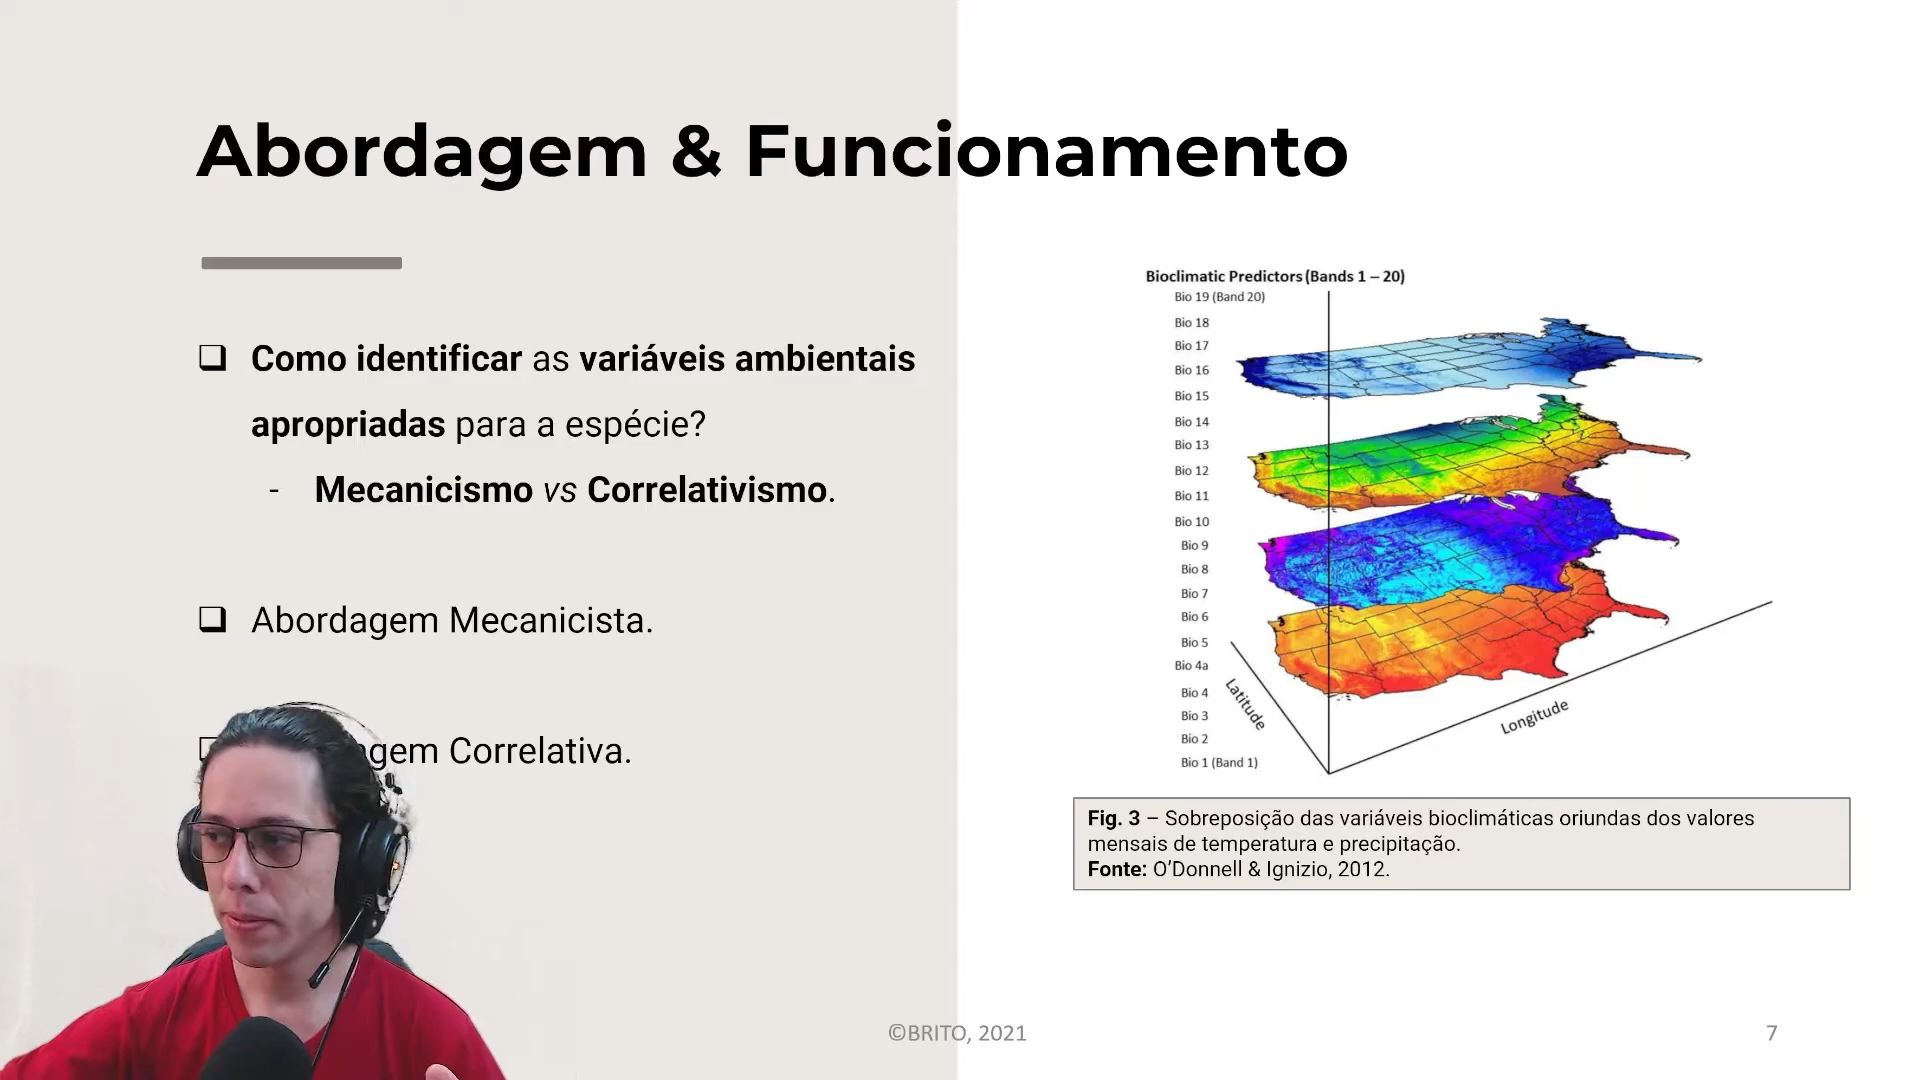 Abordagem & Funcionamento
❑ Como identificar as variáveis ambientais
apropriadas para a espécie?
- Mecanicismo vs Correlativismo.
❑ Abordagem Mecanicista.
gem Correlativa.
Bioclimatic Predictors (Bands 1 – 20)
Bio 19 (Band 20)
Bio 18
Bio 17
Bio 16
Bio 15
Bio 14
Bio 13
Bio 12
Bio 11
Bio 10
Bio 9
Bio 8
Bio 7
Bio 6
Bio 5
Bio 4a
Bio 4
Bio 3
Bio 2
Bio 1 (Band 1)
Latitude
Longitude
Fig. 3 – Sobreposição das variáveis bioclimáticas oriundas dos valores
mensais de temperatura e precipitação.
Fonte: O’Donnell & Ignizio, 2012.
©BRITO, 2021
7